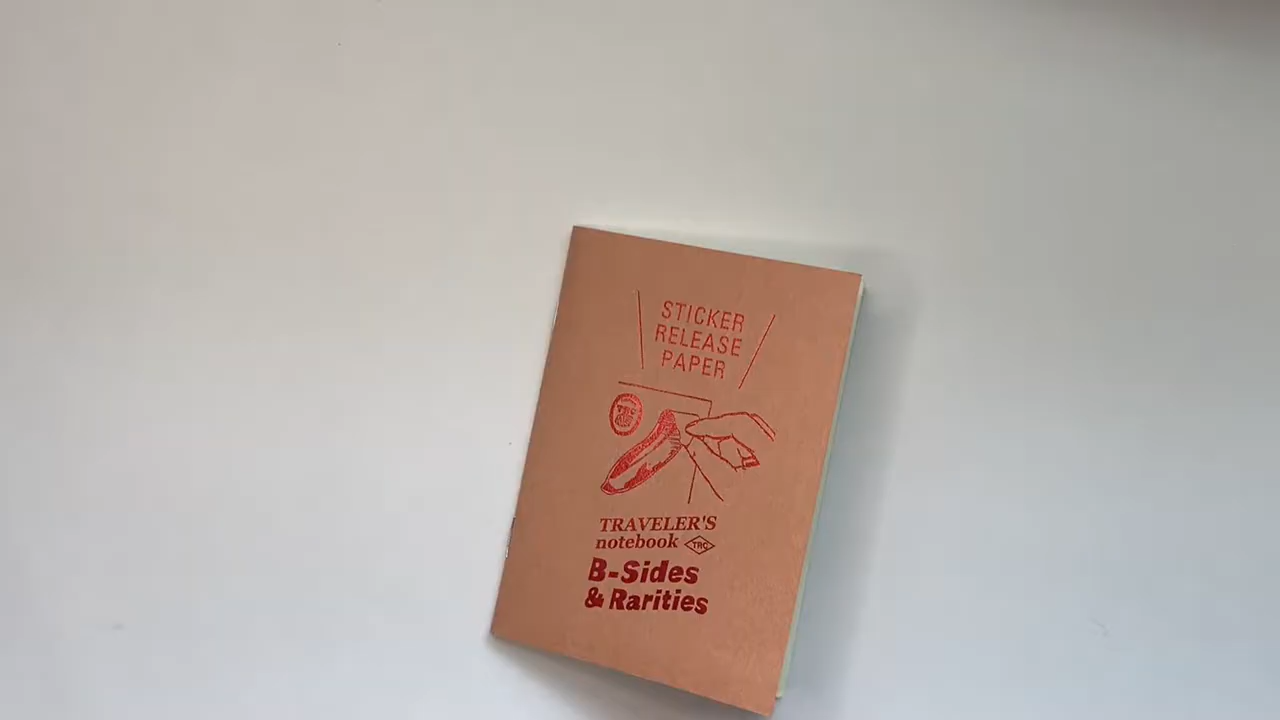 STICKER
RELEASE
PAPER
TRAVELER'S
notebook TRC
B-Sides
& Rarities